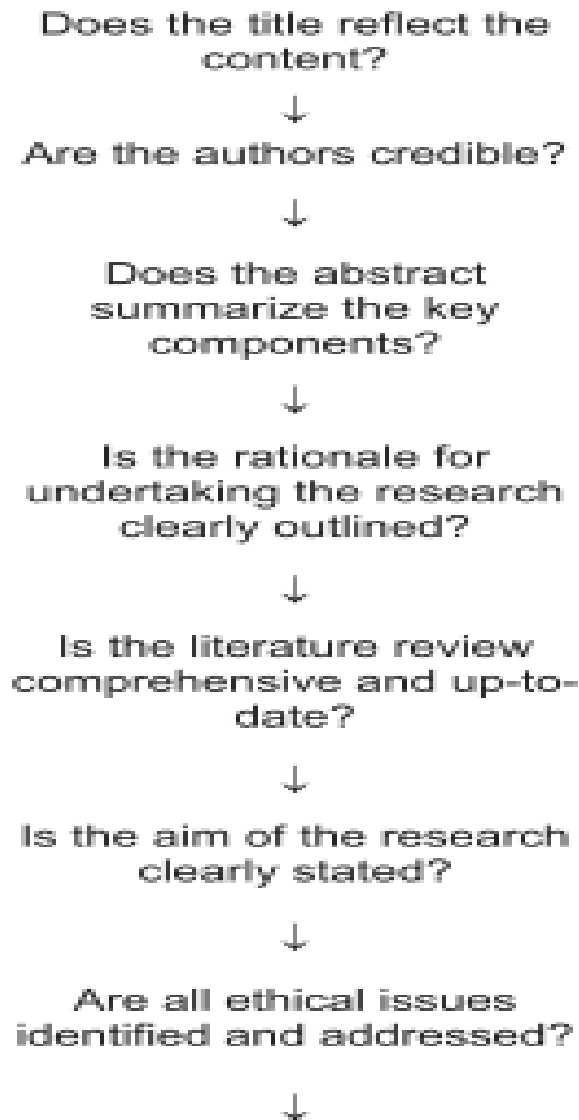 Does the title reflect the
content?
↓
Are the authors credible?
↓
Does the abstract
summarize the key
components?
↓
Is the rationale for
undertaking the research
clearly outlined?
↓
Is the literature review
comprehensive and up-to-
date?
↓
Is the aim of the research
clearly stated?
↓
Are all ethical issues
identified and addressed?
↓